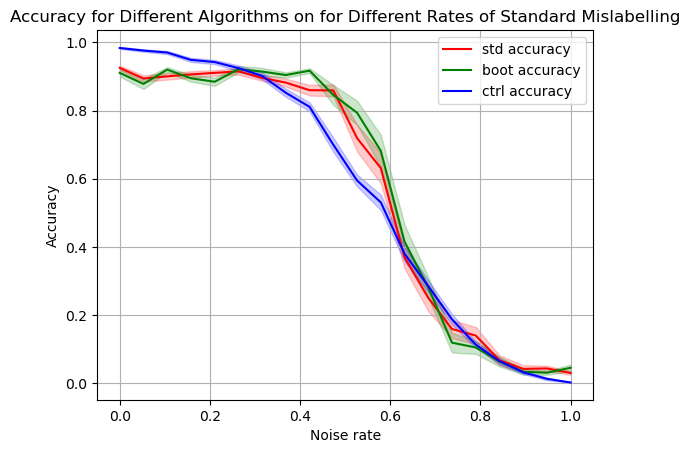 Accuracy for Different Algorithms on for Different Rates of Standard Mislabelling
std accuracy
boot accuracy
ctrl accuracy
1.0
0.8
0.6
0.4
0.2
0.0
Accuracy
0.0 0.2 0.4 0.6 0.8 1.0
Noise rate